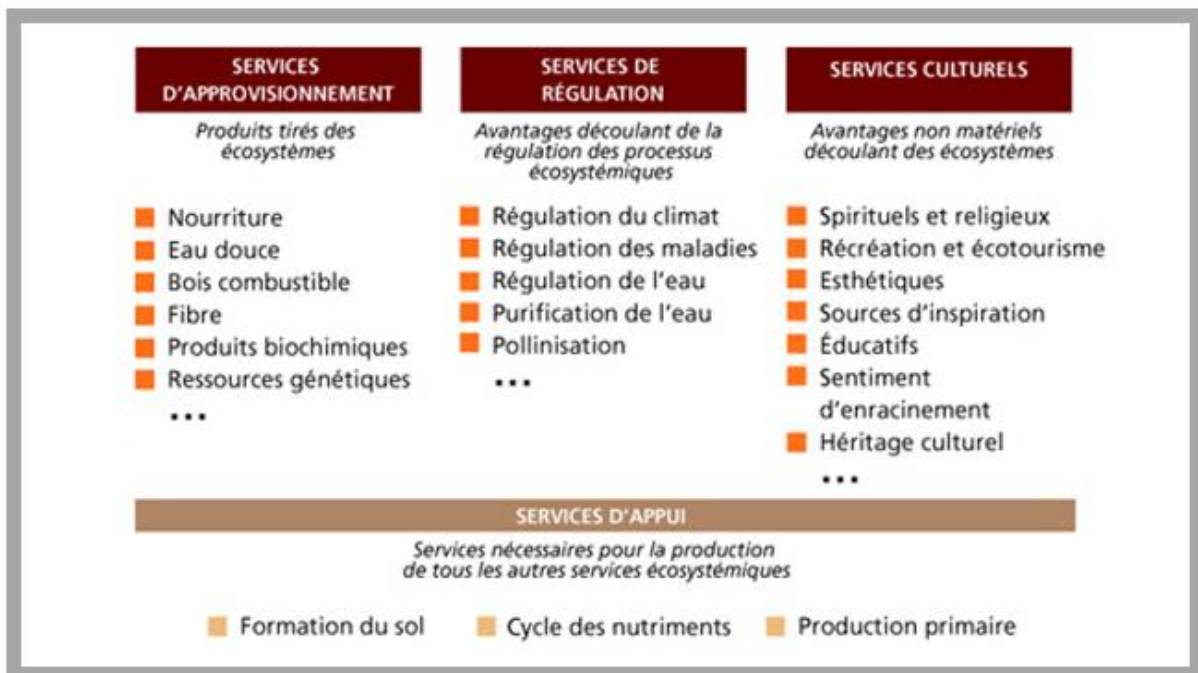 SERVICES
D'APPROVISIONNEMENT
Produits tirés des
écosystèmes
Nourriture
Eau douce
Bois combustible
Fibre
Produits biochimiques
Ressources génétiques
...
SERVICES DE
RÉGULATION
Avantages découlant de la
régulation des processus
écosystémiques
Régulation du climat
Régulation des maladies
Régulation de l'eau
Purification de l'eau
Pollinisation
...
SERVICES CULTURELS
Avantages non matériels
découlant des écosystèmes
Spirituels et religieux
Récréation et écotourisme
Esthétiques
Sources d'inspiration
Éducatifs
Sentiment
d'enracinement
Héritage culturel
...
SERVICES D'APPUI
Services nécessaires pour la production
de tous les autres services écosystémiques
Formation du sol
Cycle des nutriments
Production primaire